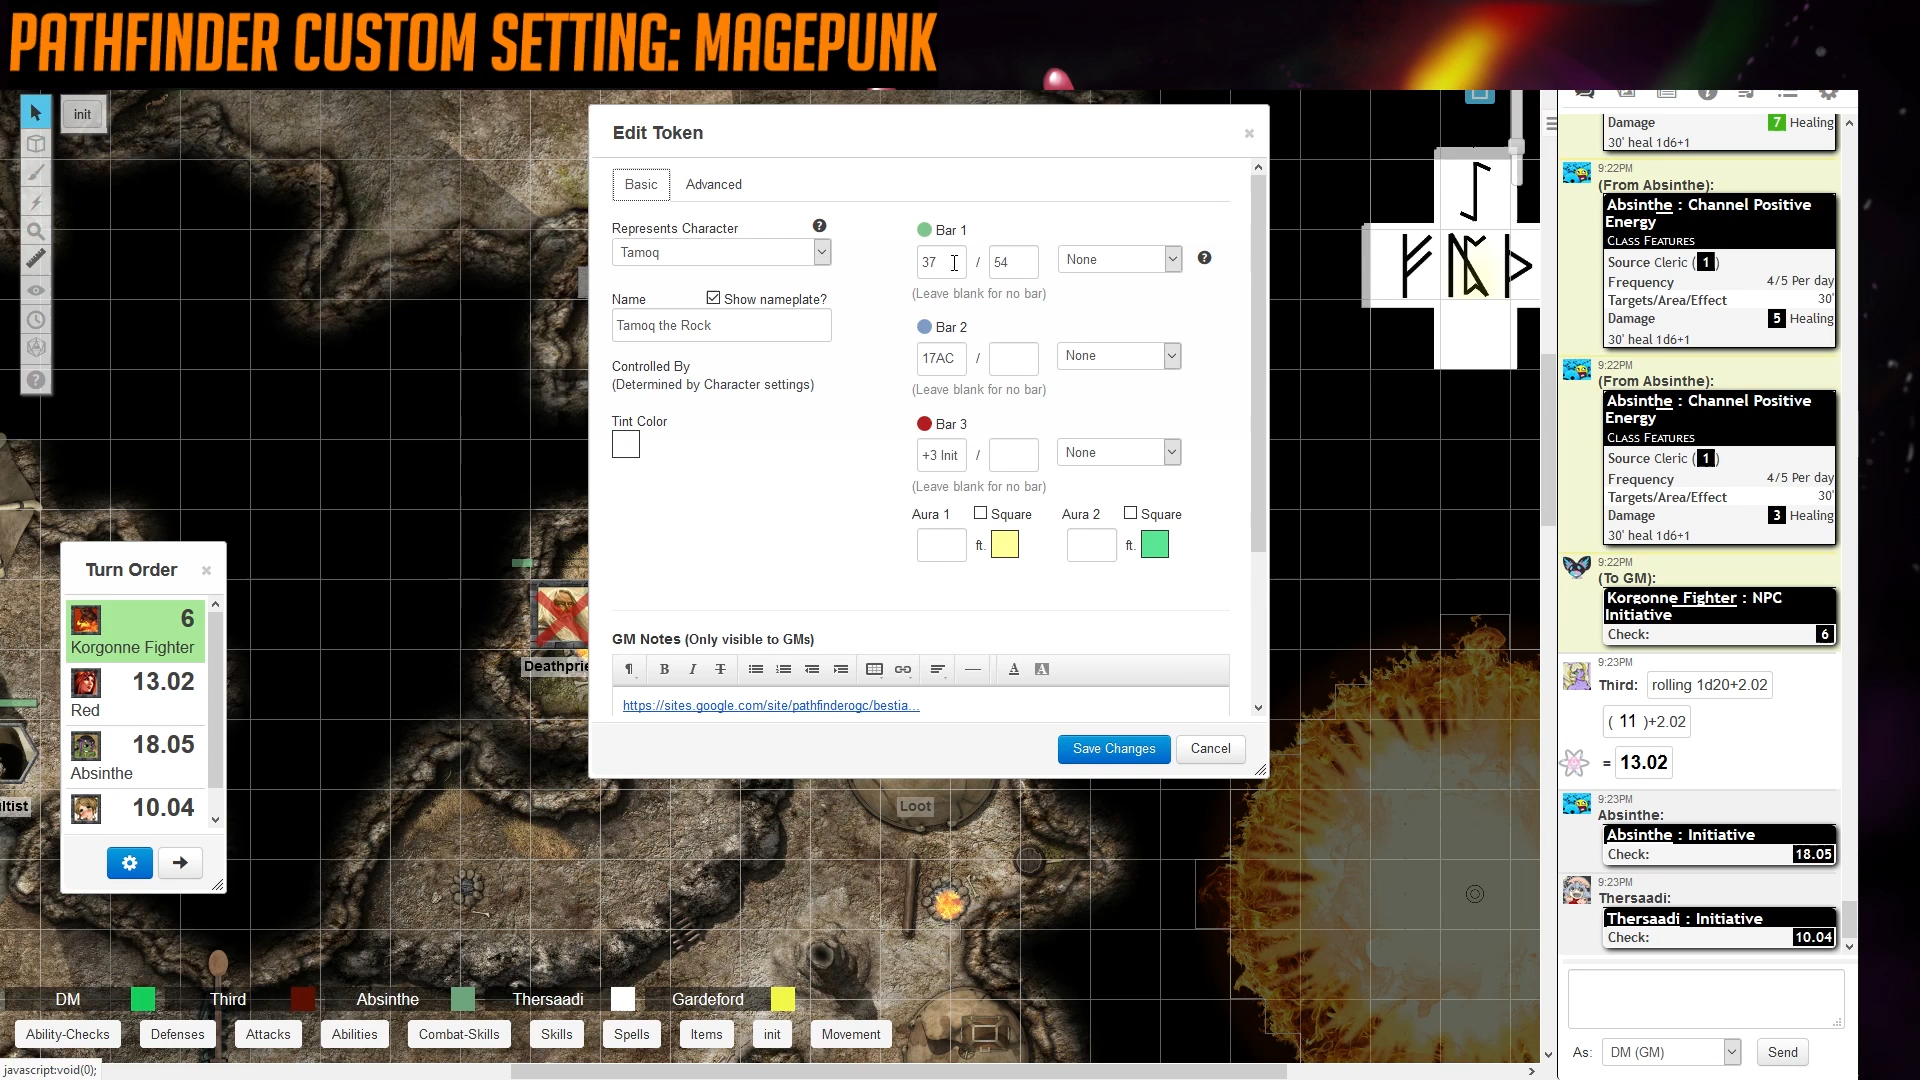 PATHFINDER CUSTOM SETTING: MAGEPUNK
init
Edit Token
×
Basic
Advanced
Represents Character
Tamoq
Name
Show nameplate?
Tamoq the Rock
Controlled By
(Determined by Character settings)
Tint Color
Bar 1
37 / 54
None
(Leave blank for no bar)
Bar 2
17AC /
None
(Leave blank for no bar)
Bar 3
+3 Init /
None
(Leave blank for no bar)
Aura 1
Square
Aura 2
Square
ft.
ft.
GM Notes (Only visible to GMs)
https://sites.google.com/site/pathfinderogc/bestia...
Save Changes
Cancel
Turn Order
×
6
Korgonne Fighter
13.02
Red
18.05
Absinthe
10.04
Deathprie
ltist
Loot
ᚠ
ᚦ
DM
Third
Absinthe
Thersaadi
Gardeford
Ability-Checks
Defenses
Attacks
Abilities
Combat-Skills
Skills
Spells
Items
init
Movement
javascript:void(0);
Damage 7 Healing
30' heal 1d6+1
9:22PM
(From Absinthe):
Absinthe : Channel Positive
Energy
Class Features
Source Cleric ( 1 )
Frequency 4/5 Per day
Targets/Area/Effect 30'
Damage 5 Healing
30' heal 1d6+1
9:22PM
(From Absinthe):
Absinthe : Channel Positive
Energy
Class Features
Source Cleric ( 1 )
Frequency 4/5 Per day
Targets/Area/Effect 30'
Damage 3 Healing
30' heal 1d6+1
9:22PM
(To GM):
Korgonne Fighter : NPC
Initiative
Check: 6
9:23PM
Third: rolling 1d20+2.02
( 11 )+2.02
= 13.02
9:23PM
Absinthe:
Absinthe : Initiative
Check: 18.05
9:23PM
Thersaadi:
Thersaadi : Initiative
Check: 10.04
As: DM (GM)
Send